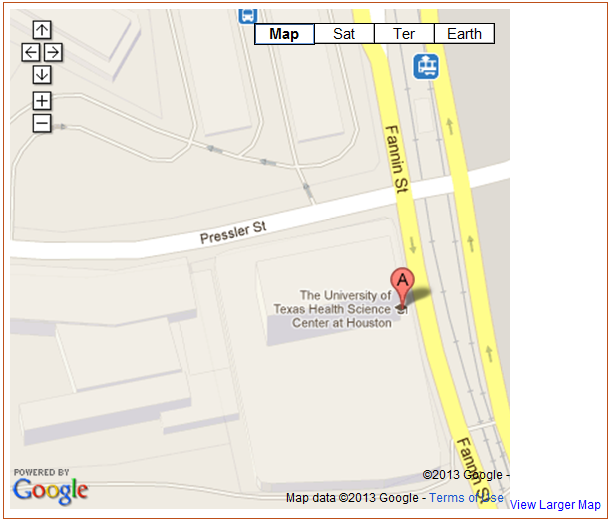 Map Sat Ter Earth
Fannin St
Pressler St
A
The University of
Texas Health Science
Center at Houston
Fannin St
©2013 Google -
POWERED BY
Google
Map data ©2013 Google - Terms of Use
View Larger Map